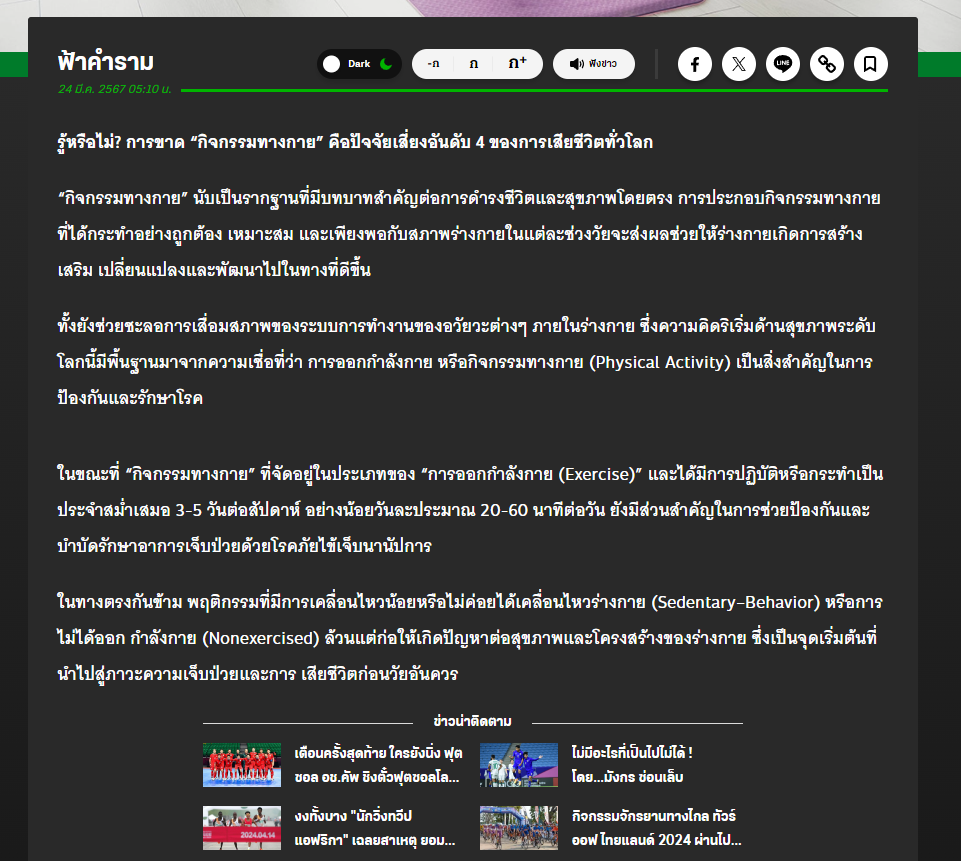 ฟ้าคำราม
Dark
-ก ก ก+
ฟังข่าว
LINE
24 มี.ค. 2567 05:10 น.
รู้หรือไม่? การขาด “กิจกรรมทางกาย” คือปัจจัยเสี่ยงอันดับ 4 ของการเสียชีวิตทั่วโลก
“กิจกรรมทางกาย” นับเป็นรากฐานที่มีบทบาทสำคัญต่อการดำรงชีวิตและสุขภาพโดยตรง การประกอบกิจกรรมทางกาย
ที่ได้กระทำอย่างถูกต้อง เหมาะสม และเพียงพอกับสภาพร่างกายในแต่ละช่วงวัยจะส่งผลช่วยให้ร่างกายเกิดการสร้าง
เสริม เปลี่ยนแปลงและพัฒนาไปในทางที่ดีขึ้น
ทั้งยังช่วยชะลอการเสื่อมสภาพของระบบการทำงานของอวัยวะต่างๆ ภายในร่างกาย ซึ่งความคิดริเริ่มด้านสุขภาพระดับ
โลกนี้มีพื้นฐานมาจากความเชื่อที่ว่า การออกกำลังกาย หรือกิจกรรมทางกาย (Physical Activity) เป็นสิ่งสำคัญในการ
ป้องกันและรักษาโรค
ในขณะที่ “กิจกรรมทางกาย” ที่จัดอยู่ในประเภทของ “การออกกำลังกาย (Exercise)” และได้มีการปฏิบัติหรือกระทำเป็น
ประจำสม่ำเสมอ 3-5 วันต่อสัปดาห์ อย่างน้อยวันละประมาณ 20-60 นาทีต่อวัน ยังมีส่วนสำคัญในการช่วยป้องกันและ
บำบัดรักษาอาการเจ็บป่วยด้วยโรคภัยไข้เจ็บนานัปการ
ในทางตรงกันข้าม พฤติกรรมที่มีการเคลื่อนไหวน้อยหรือไม่ค่อยได้เคลื่อนไหวร่างกาย (Sedentary–Behavior) หรือการ
ไม่ได้ออก กำลังกาย (Nonexercised) ล้วนแต่ก่อให้เกิดปัญหาต่อสุขภาพและโครงสร้างของร่างกาย ซึ่งเป็นจุดเริ่มต้นที่
นำไปสู่ภาวะความเจ็บป่วยและการ เสียชีวิตก่อนวัยอันควร
ข่าวน่าติดตาม
เตือนครั้งสุดท้าย ใครยังนิ่ง ฟุต
ซอล อช.คัพ ชิงตั๋วฟุตซอลโล...
ไม่มีอะไรที่เป็นไปไม่ได้ !
โดย...มังกร ซ่อนเล็บ
งงทั้งบาง "นักวิ่งทวีป
แอฟริกา" เฉลยสาเหตุ ยอม...
2024.04.14
กิจกรรมจักรยานทางไกล ทัวร์
ออฟ ไทยแลนด์ 2024 ผ่านไป...